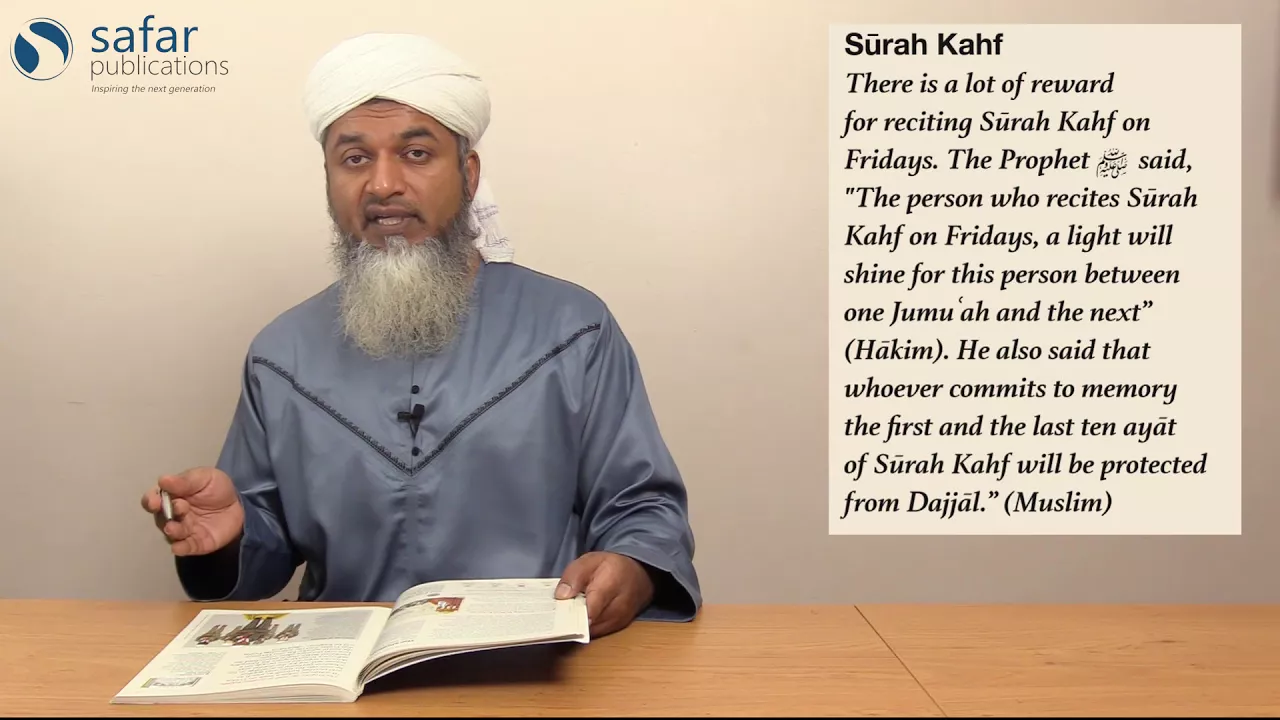 safar
publications
Inspiring the next generation
Sūrah Kahf
There is a lot of reward
for reciting Sūrah Kahf on
Fridays. The Prophet ﷺ said,
"The person who recites Sūrah
Kahf on Fridays, a light will
shine for this person between
one Jumuʿah and the next”
(Hākim). He also said that
whoever commits to memory
the first and the last ten ayāt
of Sūrah Kahf will be protected
from Dajjāl.” (Muslim)